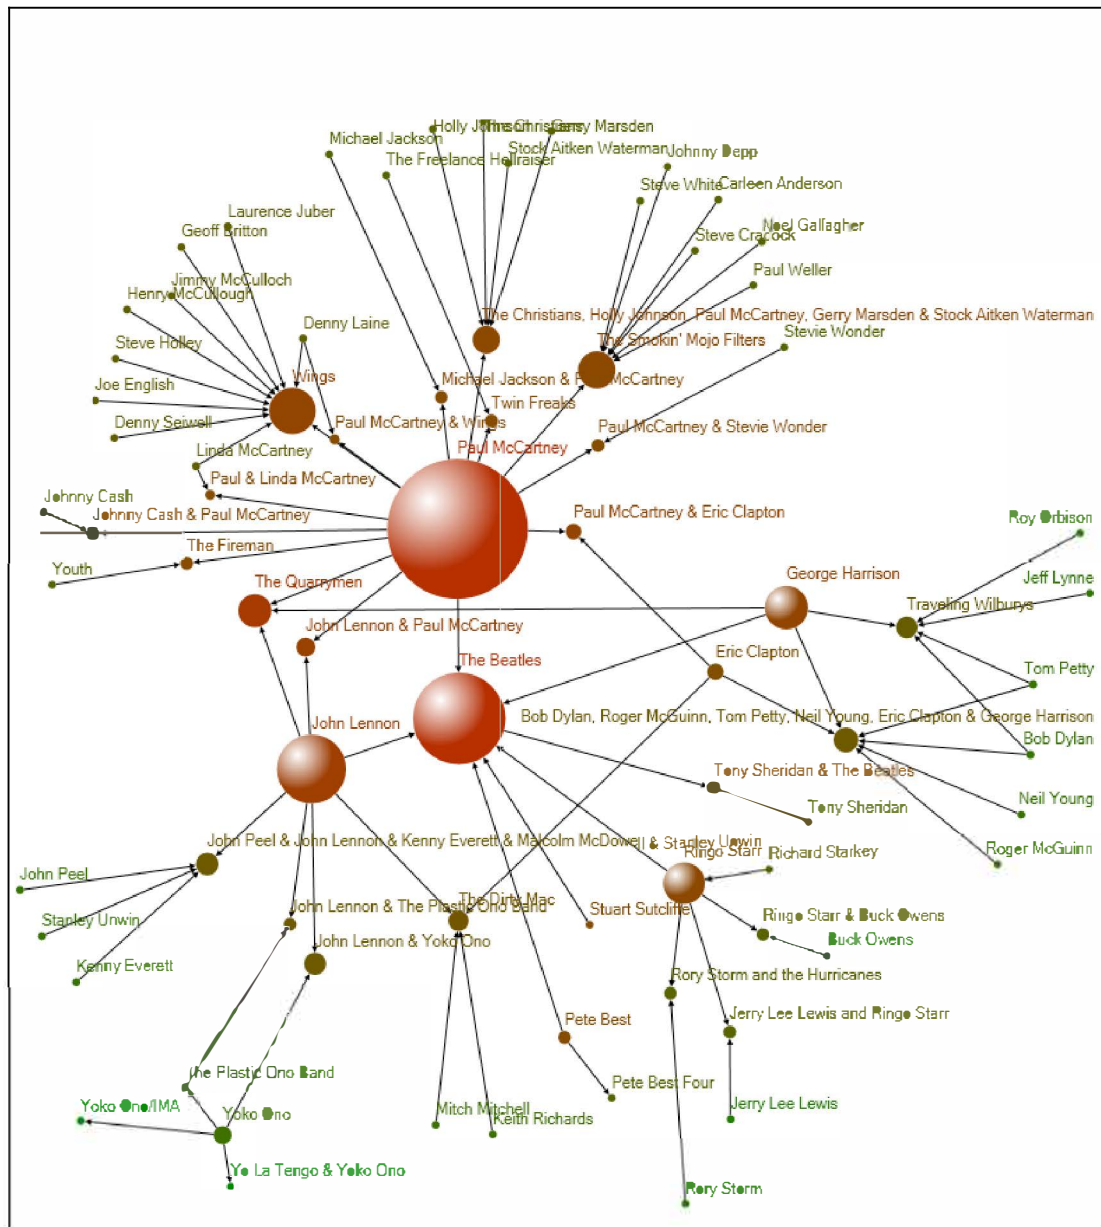 Holly Johnson
The Christians
Gerry Marsden
Michael Jackson
Stock Aitken Waterman
Johnny Depp
The Freelance Hellraiser
Steve White
Carleen Anderson
Laurence Juber
Geoff Britton
Noel Gallagher
Steve Cracock
Paul Weller
Jimmy McCulloch
Henry McCullough
The Christians, Holly Johnson, Paul McCartney, Gerry Marsden & Stock Aitken Waterman
Denny Laine
Stevie Wonder
Steve Holley
The Smokin' Mojo Filters
Wings
Michael Jackson & Paul McCartney
Joe English
Twin Freaks
Denny Seiwell
Paul McCartney & Wings
Paul McCartney & Stevie Wonder
Linda McCartney
Paul McCartney
Paul & Linda McCartney
Johnny Cash
Johnny Cash & Paul McCartney
Paul McCartney & Eric Clapton
Roy Orbison
The Fireman
Youth
George Harrison
Jeff Lynne
The Quarrymen
Traveling Wilburys
John Lennon & Paul McCartney
The Beatles
Eric Clapton
Tom Petty
John Lennon
Bob Dylan, Roger McGuinn, Tom Petty, Neil Young, Eric Clapton & George Harrison
Bob Dylan
Tony Sheridan & The Beatles
Neil Young
Tony Sheridan
John Peel & John Lennon & Kenny Everett & Malcolm McDowell & Stanley Unwin
Ringo Starr
Richard Starkey
Roger McGuinn
John Peel
The Dirty Mac
John Lennon & The Plastic Ono Band
Stuart Sutcliffe
Ringo Starr & Buck Owens
Stanley Unwin
John Lennon & Yoko Ono
Buck Owens
Kenny Everett
Rory Storm and the Hurricanes
Pete Best
Jerry Lee Lewis and Ringo Starr
The Plastic Ono Band
Pete Best Four
Yoko Ono/IMA
Yoko Ono
Mitch Mitchell
Keith Richards
Jerry Lee Lewis
Yo La Tengo & Yoko Ono
Rory Storm